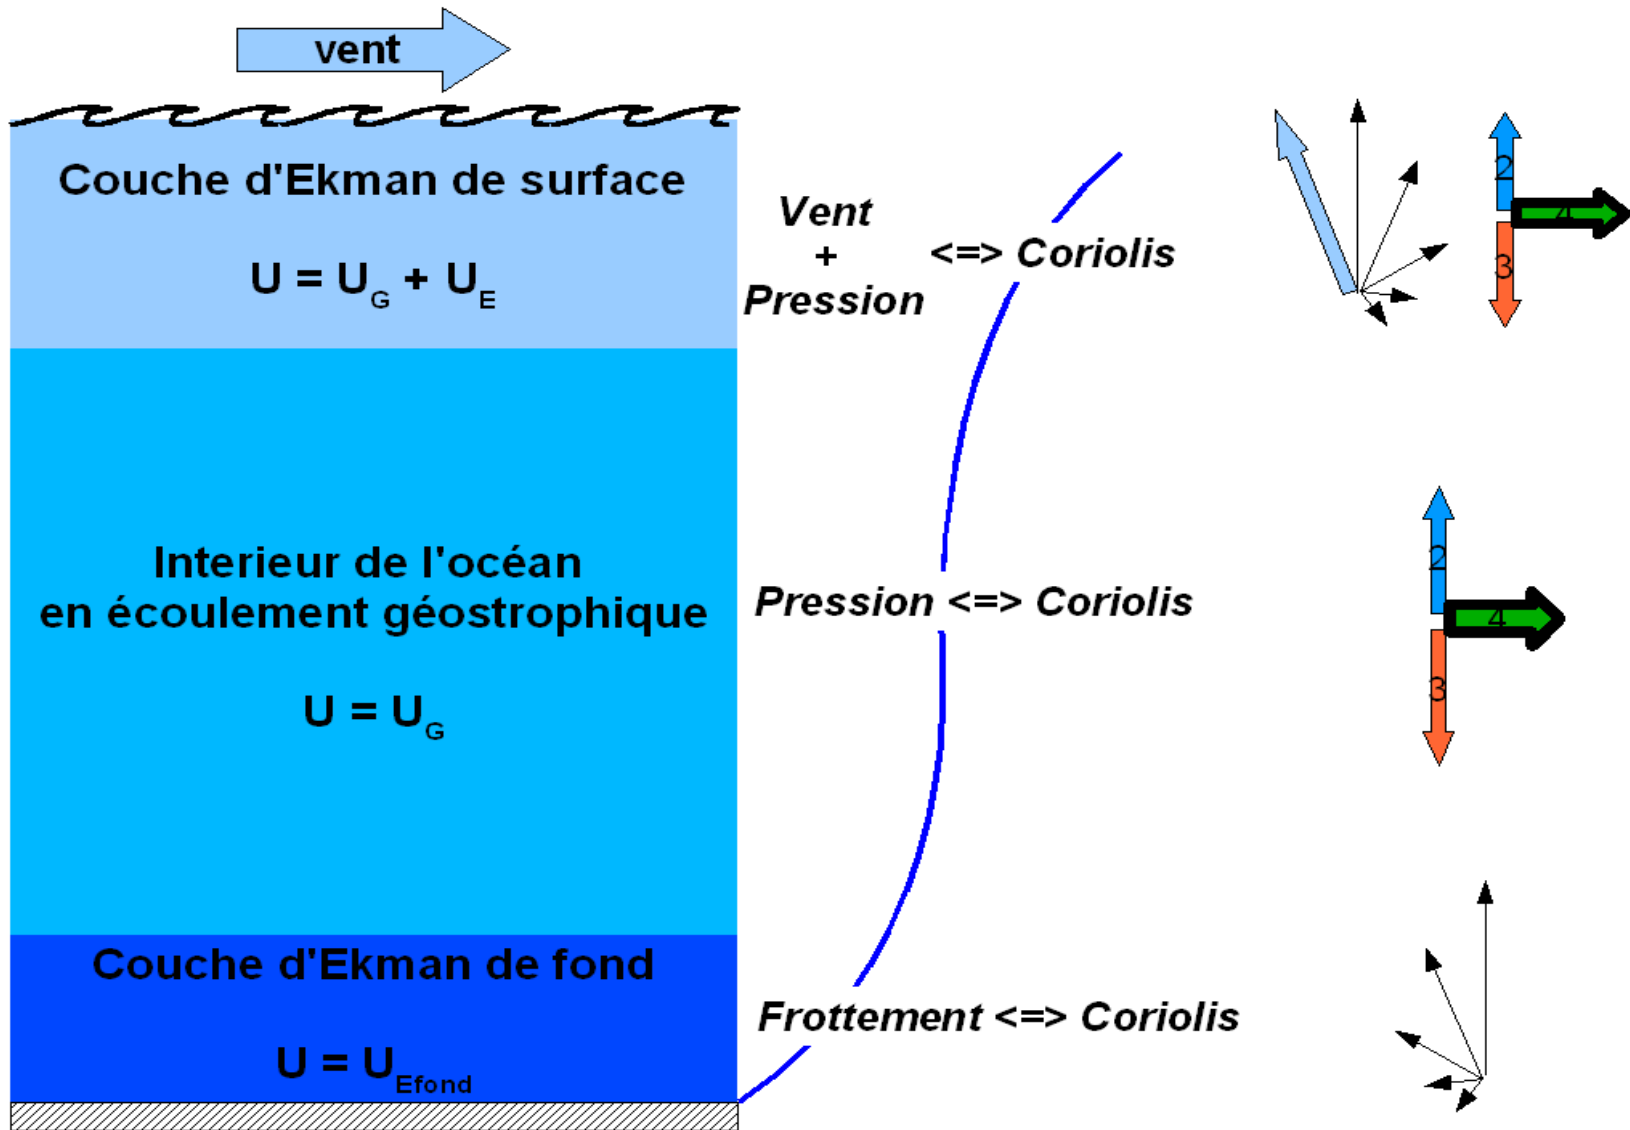 vent
Couche d'Ekman de surface
U = UG + UE
Vent
+
Pression
<=> Coriolis
2
3
4
Interieur de l'océan
en écoulement géostrophique
U = UG
Pression <=> Coriolis
2
4
3
Couche d'Ekman de fond
U = UEfond
Frottement <=> Coriolis